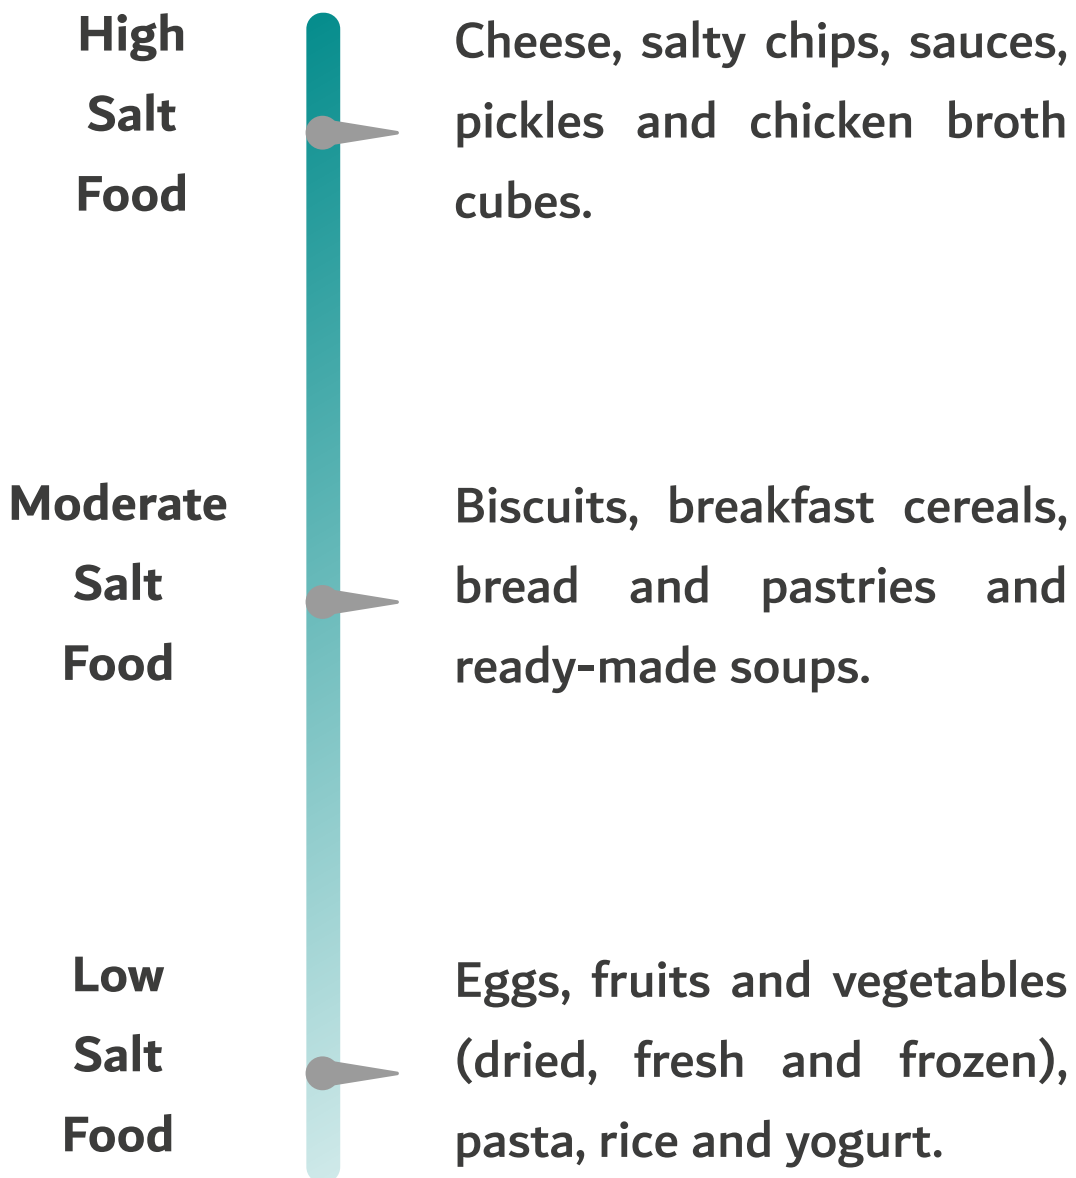 High
Salt
Food
Cheese, salty chips, sauces,
pickles and chicken broth
cubes.
Moderate
Salt
Food
Biscuits, breakfast cereals,
bread and pastries and
ready-made soups.
Low
Salt
Food
Eggs, fruits and vegetables
(dried, fresh and frozen),
pasta, rice and yogurt.